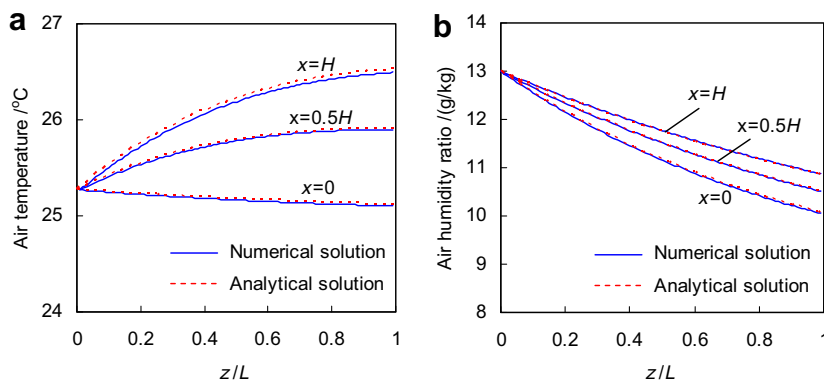 a
27
26
25
24
Air temperature /°C
x=H
x=0.5H
x=0
Numerical solution
Analytical solution
0 0.2 0.4 0.6 0.8 1
z/L
b
14
13
12
11
10
9
8
Air humidity ratio /(g/kg)
x=H
x=0.5H
x=0
Numerical solution
Analytical solution
0 0.2 0.4 0.6 0.8 1
z/L